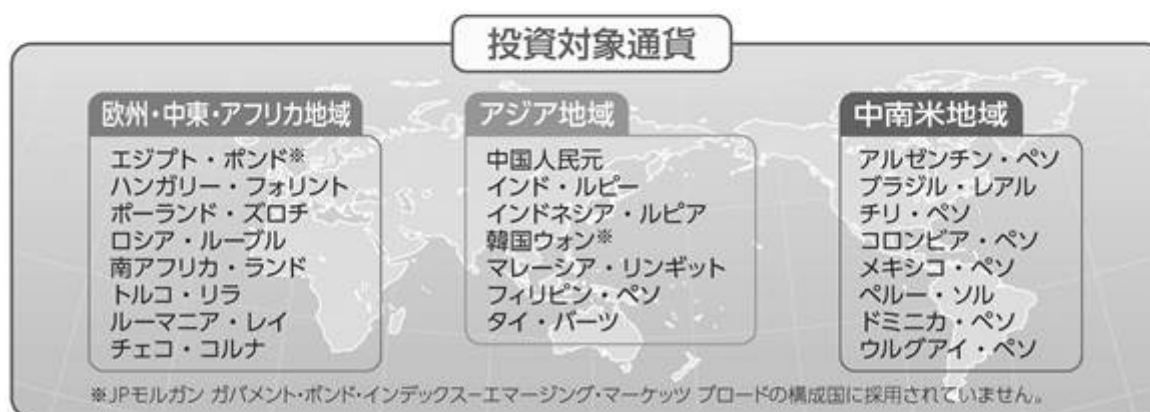 投資対象通貨
欧州・中東・アフリカ地域
エジプト・ポンド※
ハンガリー・フォリント
ポーランド・ズロチ
ロシア・ルーブル
南アフリカ・ランド
トルコ・リラ
ルーマニア・レイ
チェコ・コルナ
アジア地域
中国人民元
インド・ルピー
インドネシア・ルピア
韓国ウォン※
マレーシア・リンギット
フィリピン・ペソ
タイ・バーツ
中南米地域
アルゼンチン・ペソ
ブラジル・レアル
チリ・ペソ
コロンビア・ペソ
メキシコ・ペソ
ペルー・ソル
ドミニカ・ペソ
ウルグアイ・ペソ
※JPモルガン ガバメント・ボンド・インデックス−エマージング・マーケッツ ブロードの構成国に採用されていません。